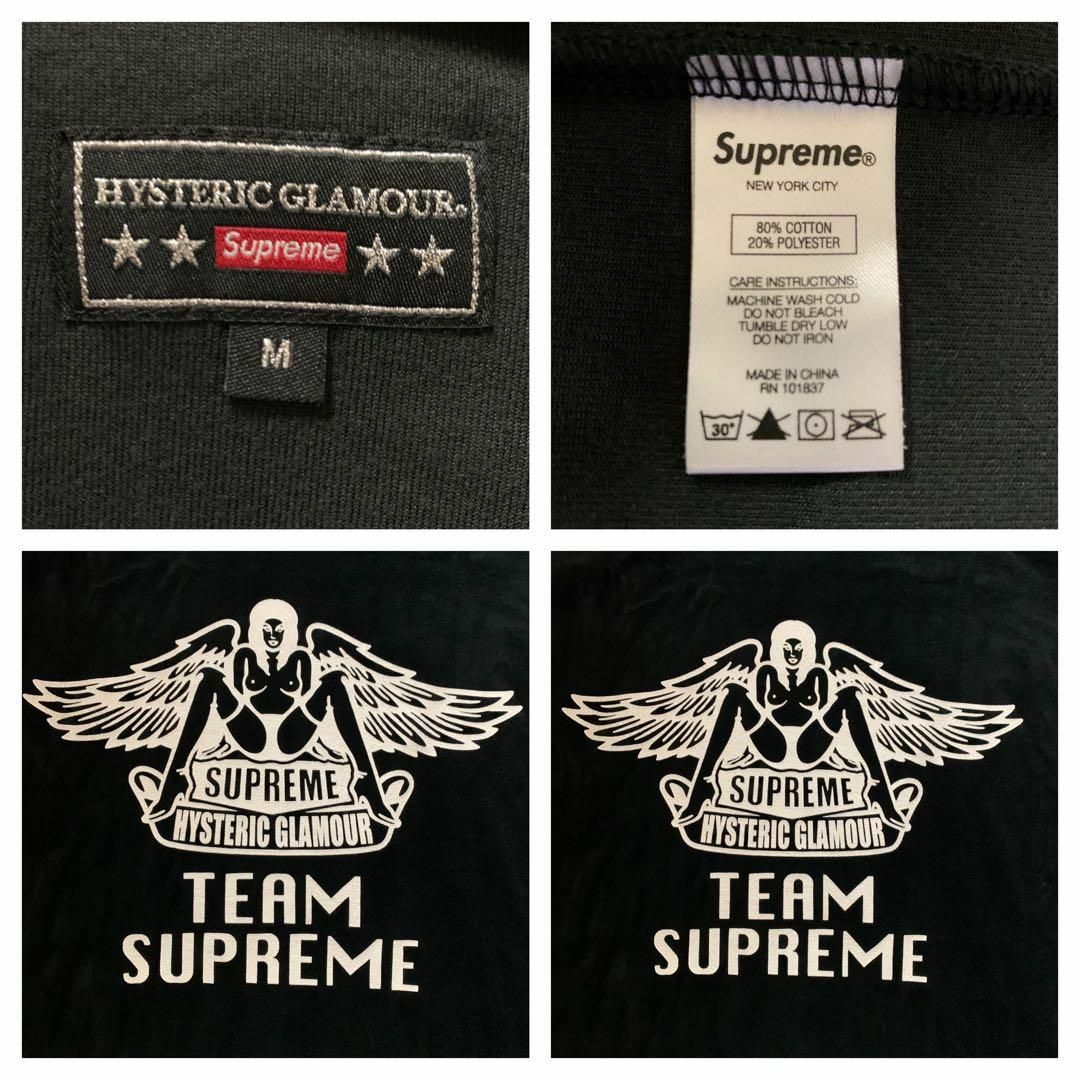 HYSTERIC GLAMOUR®
Supreme
M
Supreme®
NEW YORK CITY
80% COTTON
20% POLYESTER
CARE INSTRUCTIONS:
MACHINE WASH COLD
DO NOT BLEACH
TUMBLE DRY LOW
DO NOT IRON
MADE IN CHINA
RN 101837
30°
SUPREME
HYSTERIC GLAMOUR
TEAM
SUPREME
SUPREME
HYSTERIC GLAMOUR
TEAM
SUPREME